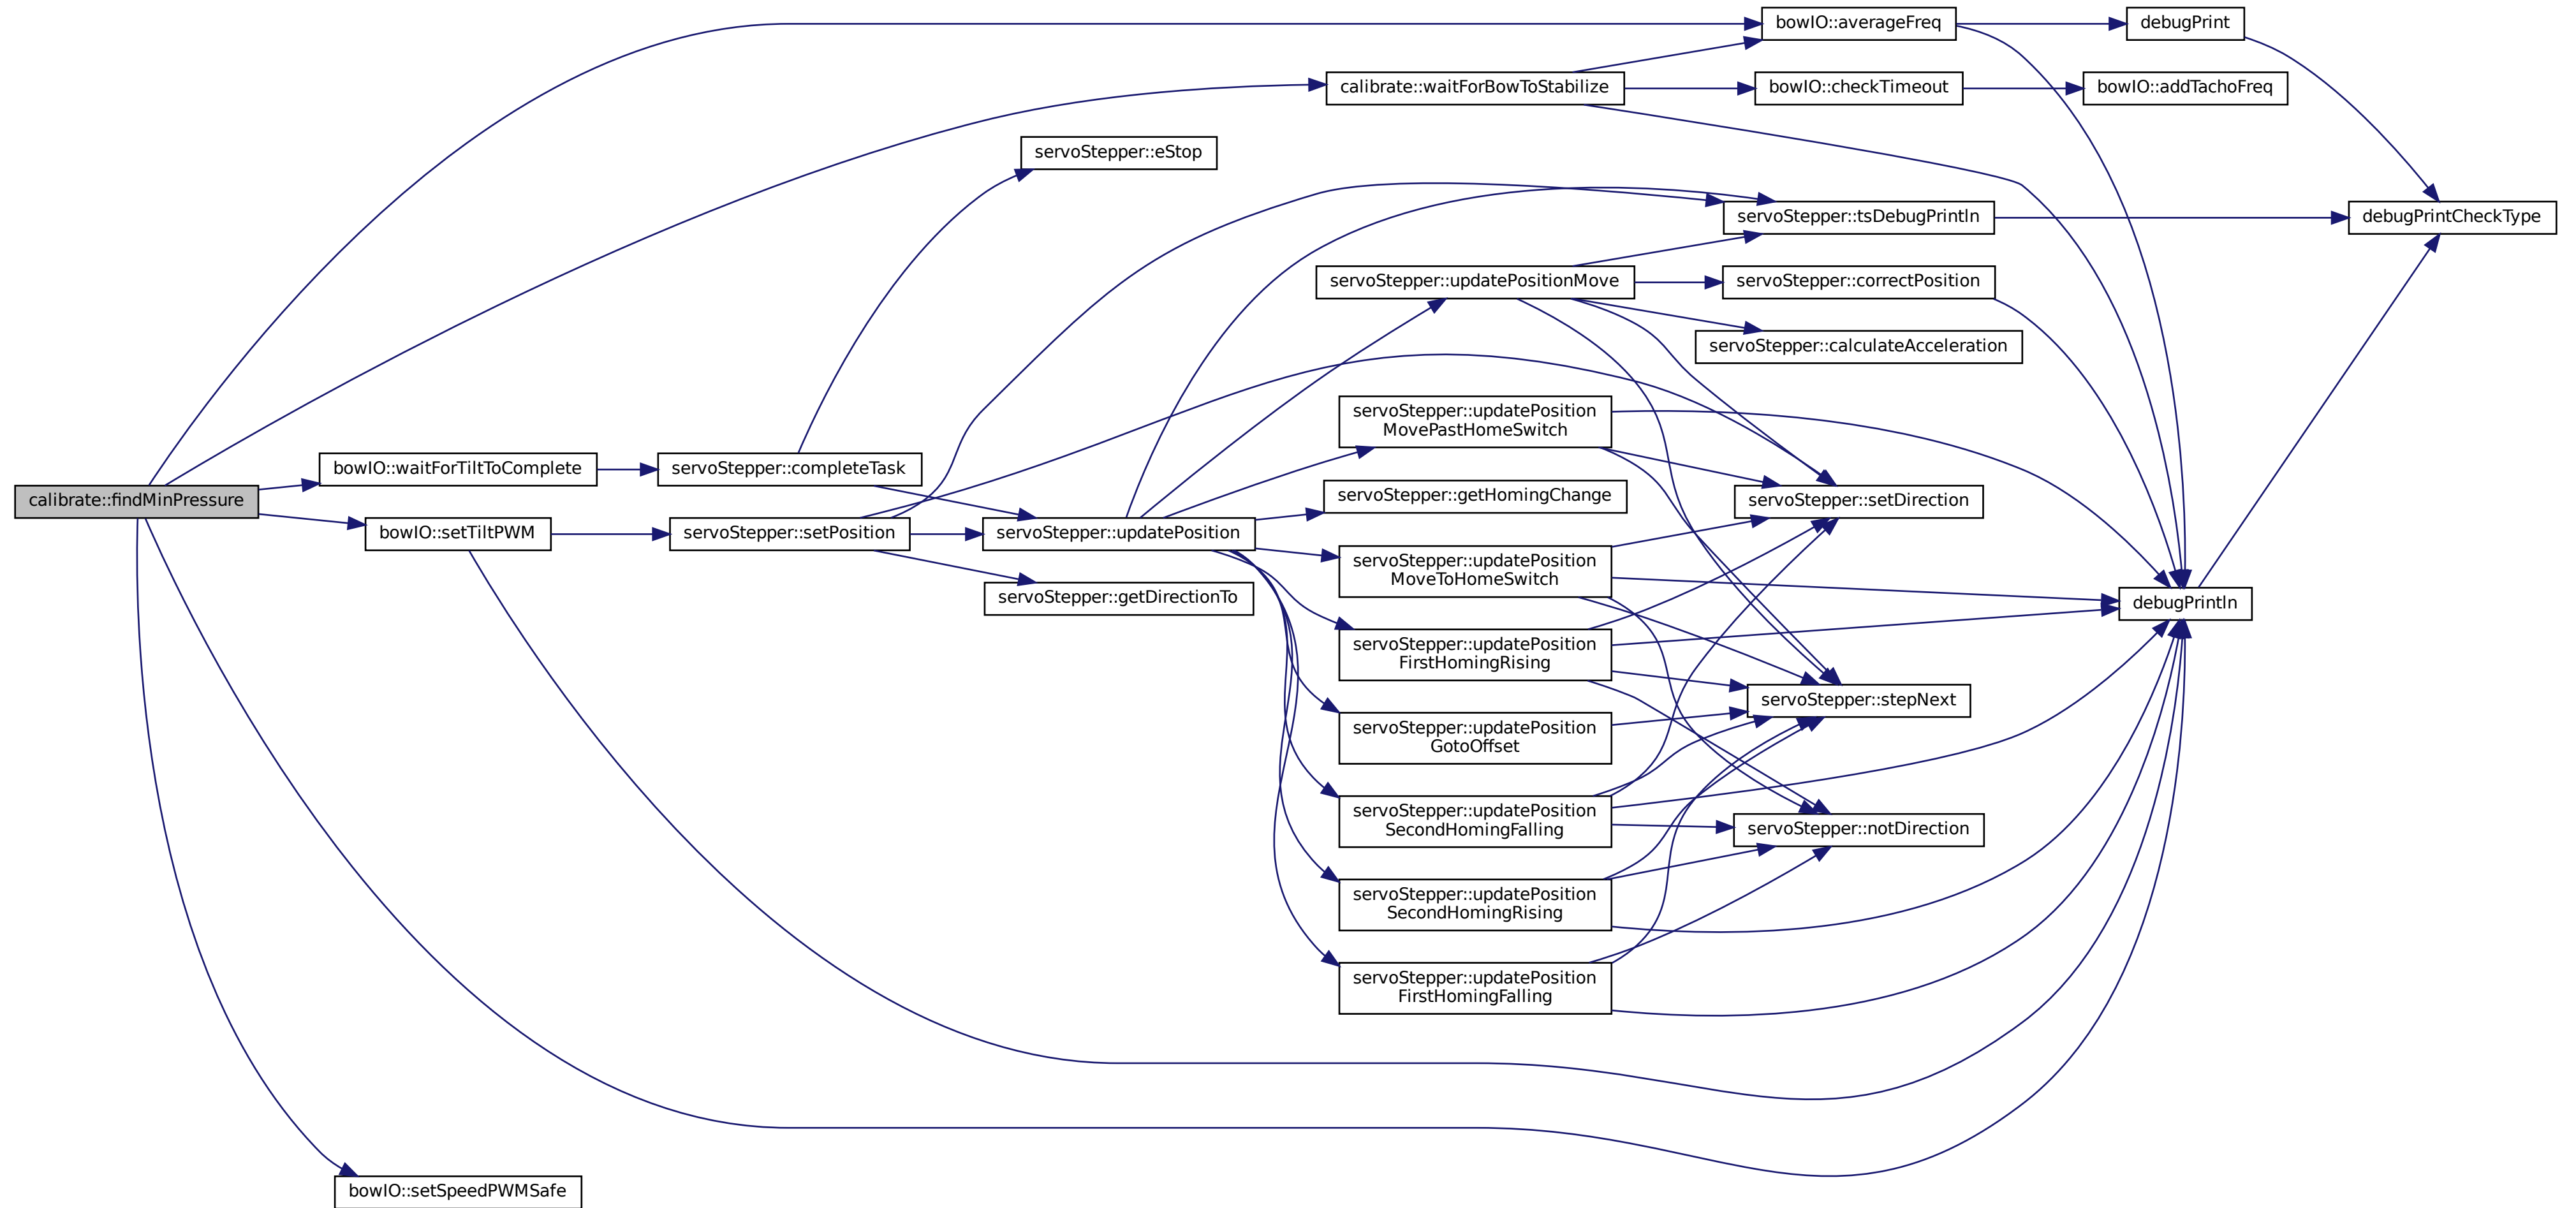 bowIO::averageFreq
debugPrint
calibrate::waitForBowToStabilize
bowIO::checkTimeout
bowIO::addTachoFreq
servoStepper::eStop
servoStepper::tsDebugPrintln
debugPrintCheckType
servoStepper::updatePositionMove
servoStepper::correctPosition
servoStepper::calculateAcceleration
servoStepper::updatePosition
MovePastHomeSwitch
bowIO::waitForTiltToComplete
servoStepper::completeTask
calibrate::findMinPressure
servoStepper::getHomingChange
servoStepper::setDirection
bowIO::setTiltPWM
servoStepper::setPosition
servoStepper::updatePosition
servoStepper::updatePosition
MoveToHomeSwitch
servoStepper::getDirectionTo
debugPrintln
servoStepper::updatePosition
FirstHomingRising
servoStepper::stepNext
servoStepper::updatePosition
GotoOffset
servoStepper::updatePosition
SecondHomingFalling
servoStepper::notDirection
servoStepper::updatePosition
SecondHomingRising
servoStepper::updatePosition
FirstHomingFalling
bowIO::setSpeedPWMSafe